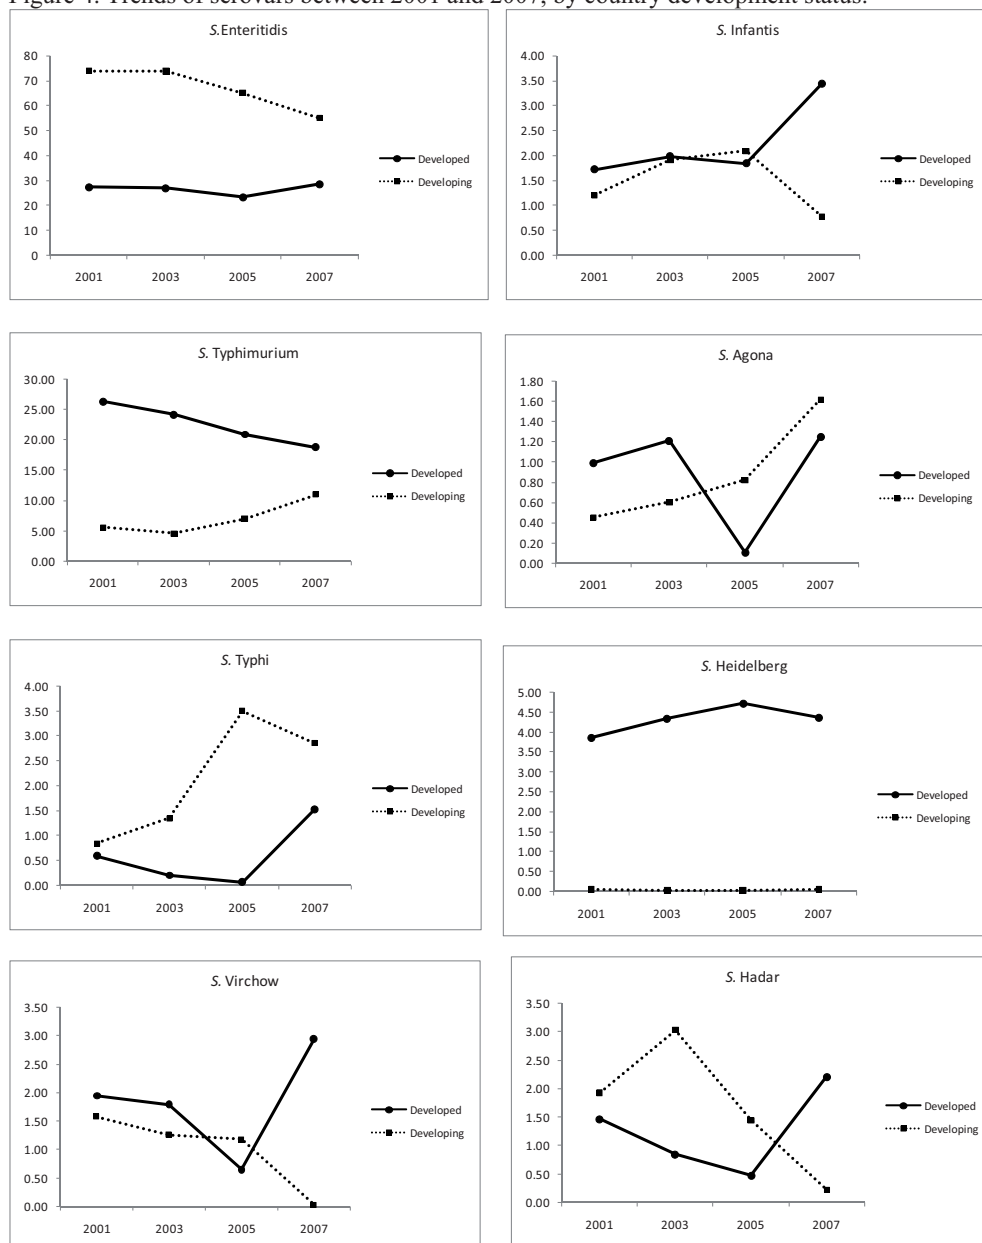 Figure 4. Trends of serovars between 2001 and 2007, by country development status.
S.Enteritidis
80
70
60
50
40
30
20
10
0
2001 2003 2005 2007
Developed
Developing
S. Infantis
4.00
3.50
3.00
2.50
2.00
1.50
1.00
0.50
0.00
2001 2003 2005 2007
Developed
Developing
S. Typhimurium
30.00
25.00
20.00
15.00
10.00
5.00
0.00
2001 2003 2005 2007
Developed
Developing
S. Agona
1.80
1.60
1.40
1.20
1.00
0.80
0.60
0.40
0.20
0.00
2001 2003 2005 2007
Developed
Developing
S. Typhi
4.00
3.50
3.00
2.50
2.00
1.50
1.00
0.50
0.00
2001 2003 2005 2007
Developed
Developing
S. Heidelberg
5.00
4.50
4.00
3.50
3.00
2.50
2.00
1.50
1.00
0.50
0.00
2001 2003 2005 2007
Developed
Developing
S. Virchow
3.50
3.00
2.50
2.00
1.50
1.00
0.50
0.00
2001 2003 2005 2007
Developed
Developing
S. Hadar
3.50
3.00
2.50
2.00
1.50
1.00
0.50
0.00
2001 2003 2005 2007
Developed
Developing